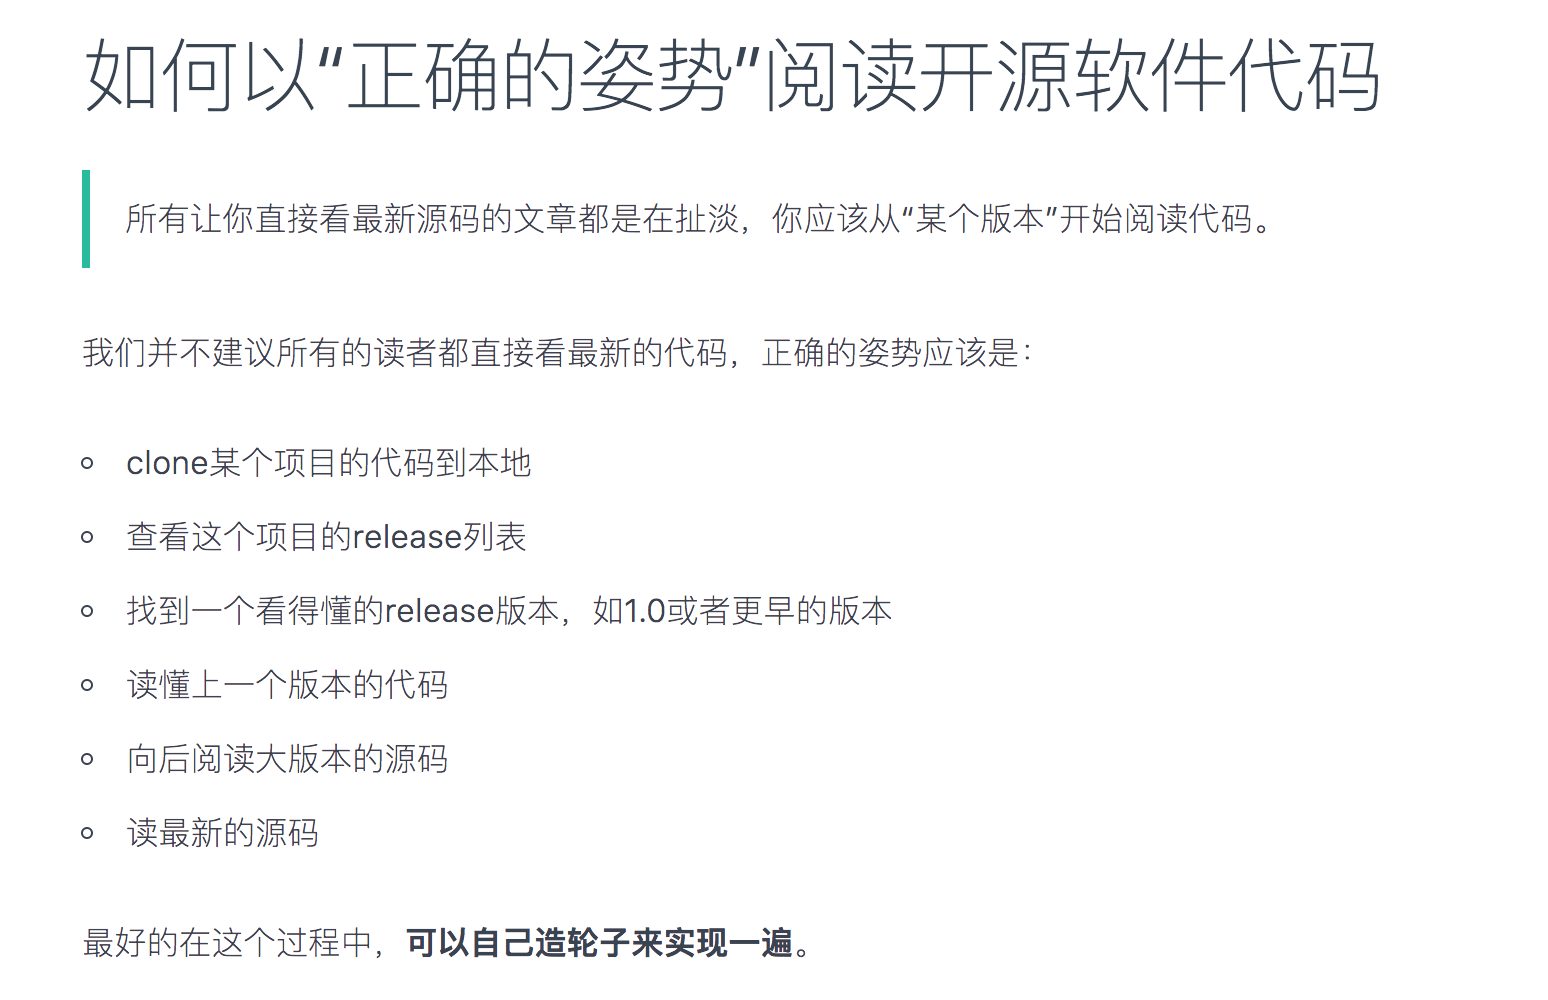 如何以“正确的姿势”阅读开源软件代码
所有让你直接看最新源码的文章都是在扯淡，你应该从“某个版本”开始阅读代码。
我们并不建议所有的读者都直接看最新的代码，正确的姿势应该是：
clone某个项目的代码到本地
查看这个项目的release列表
找到一个看得懂的release版本，如1.0或者更早的版本
读懂上一个版本的代码
向后阅读大版本的源码
读最新的源码
最好的在这个过程中，可以自己造轮子来实现一遍。